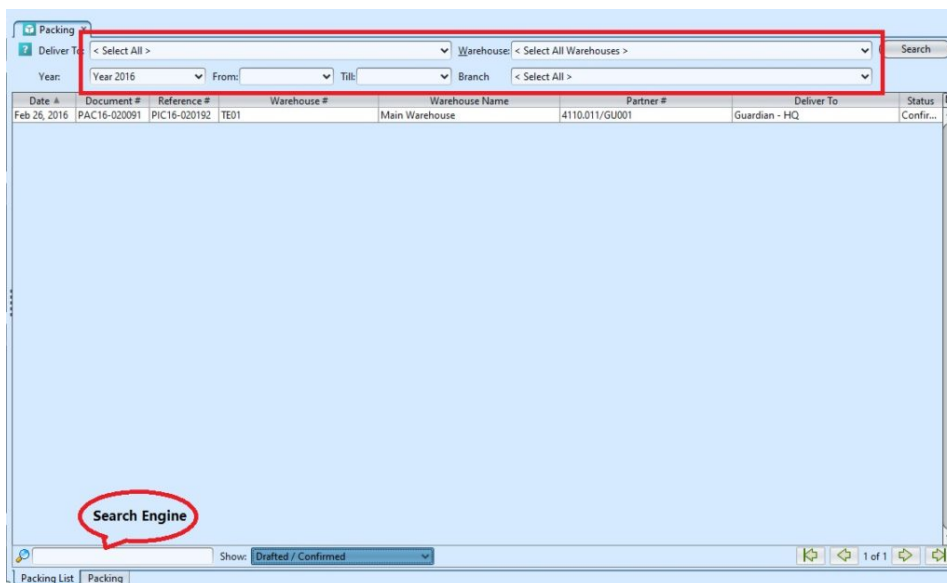 Packing
Deliver To: < Select All > Warehouse: < Select All Warehouses > Search
Year: Year 2016 From: Till: Branch < Select All >
Date Document # Reference # Warehouse # Warehouse Name Partner # Deliver To Status
Feb 26, 2016 PAC16-020091 PIC16-020192 TE01 Main Warehouse 4110.011/GU001 Guardian - HQ Confir...
Search Engine
Show: Drafted / Confirmed 1 of 1
Packing List Packing